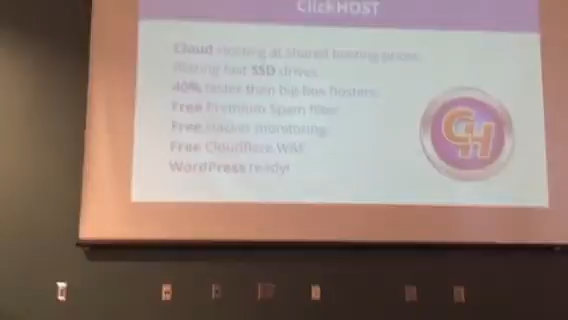 ClickHOST
Cloud Hosting at shared hosting prices
Blazing fast SSD drives
40% faster than big box hosters
Free Premium Spam filter
Free Hacker monitoring
Free CloudFlare WAF
WordPress ready!
CH